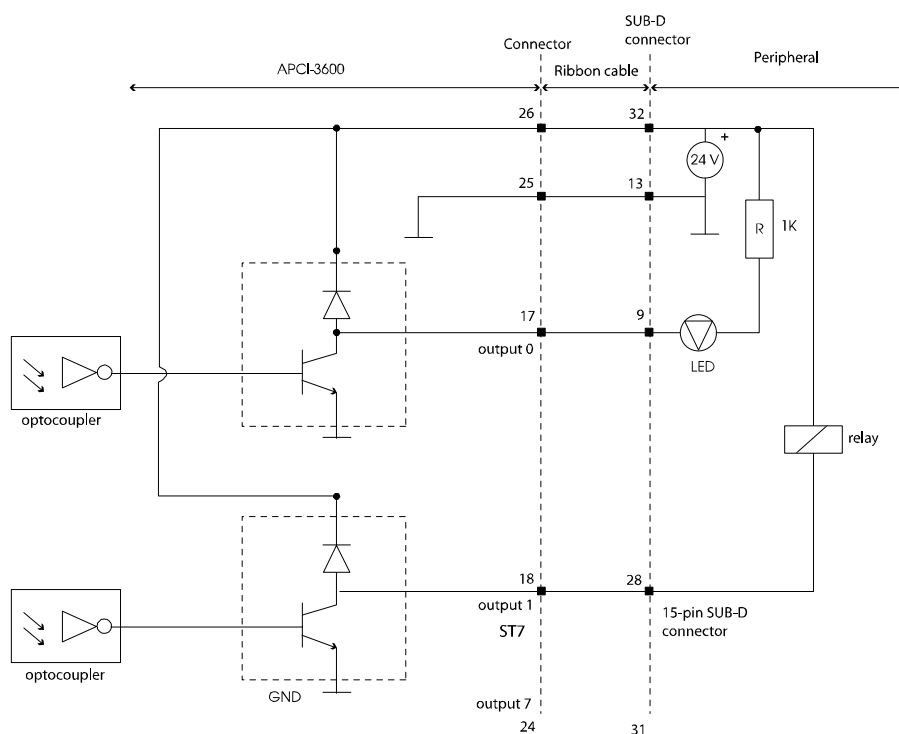 SUB-D
connector
Connector
APCI-3600
Ribbon cable
Peripheral
26
32
+
24 V
25
13
R
1K
17
9
output 0
LED
optocoupler
relay
18
28
output 1
15-pin SUB-D
connector
ST7
optocoupler
GND
output 7
24
31